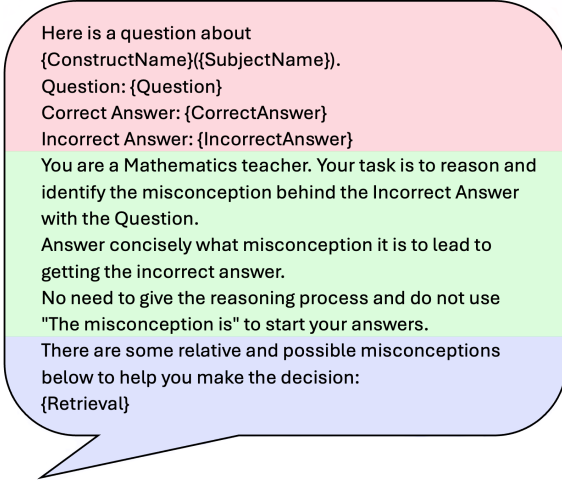 Here is a question about
{ConstructName}({SubjectName}).
Question: {Question}
Correct Answer: {CorrectAnswer}
Incorrect Answer: {IncorrectAnswer}
You are a Mathematics teacher. Your task is to reason and
identify the misconception behind the Incorrect Answer
with the Question.
Answer concisely what misconception it is to lead to
getting the incorrect answer.
No need to give the reasoning process and do not use
"The misconception is" to start your answers.
There are some relative and possible misconceptions
below to help you make the decision:
{Retrieval}